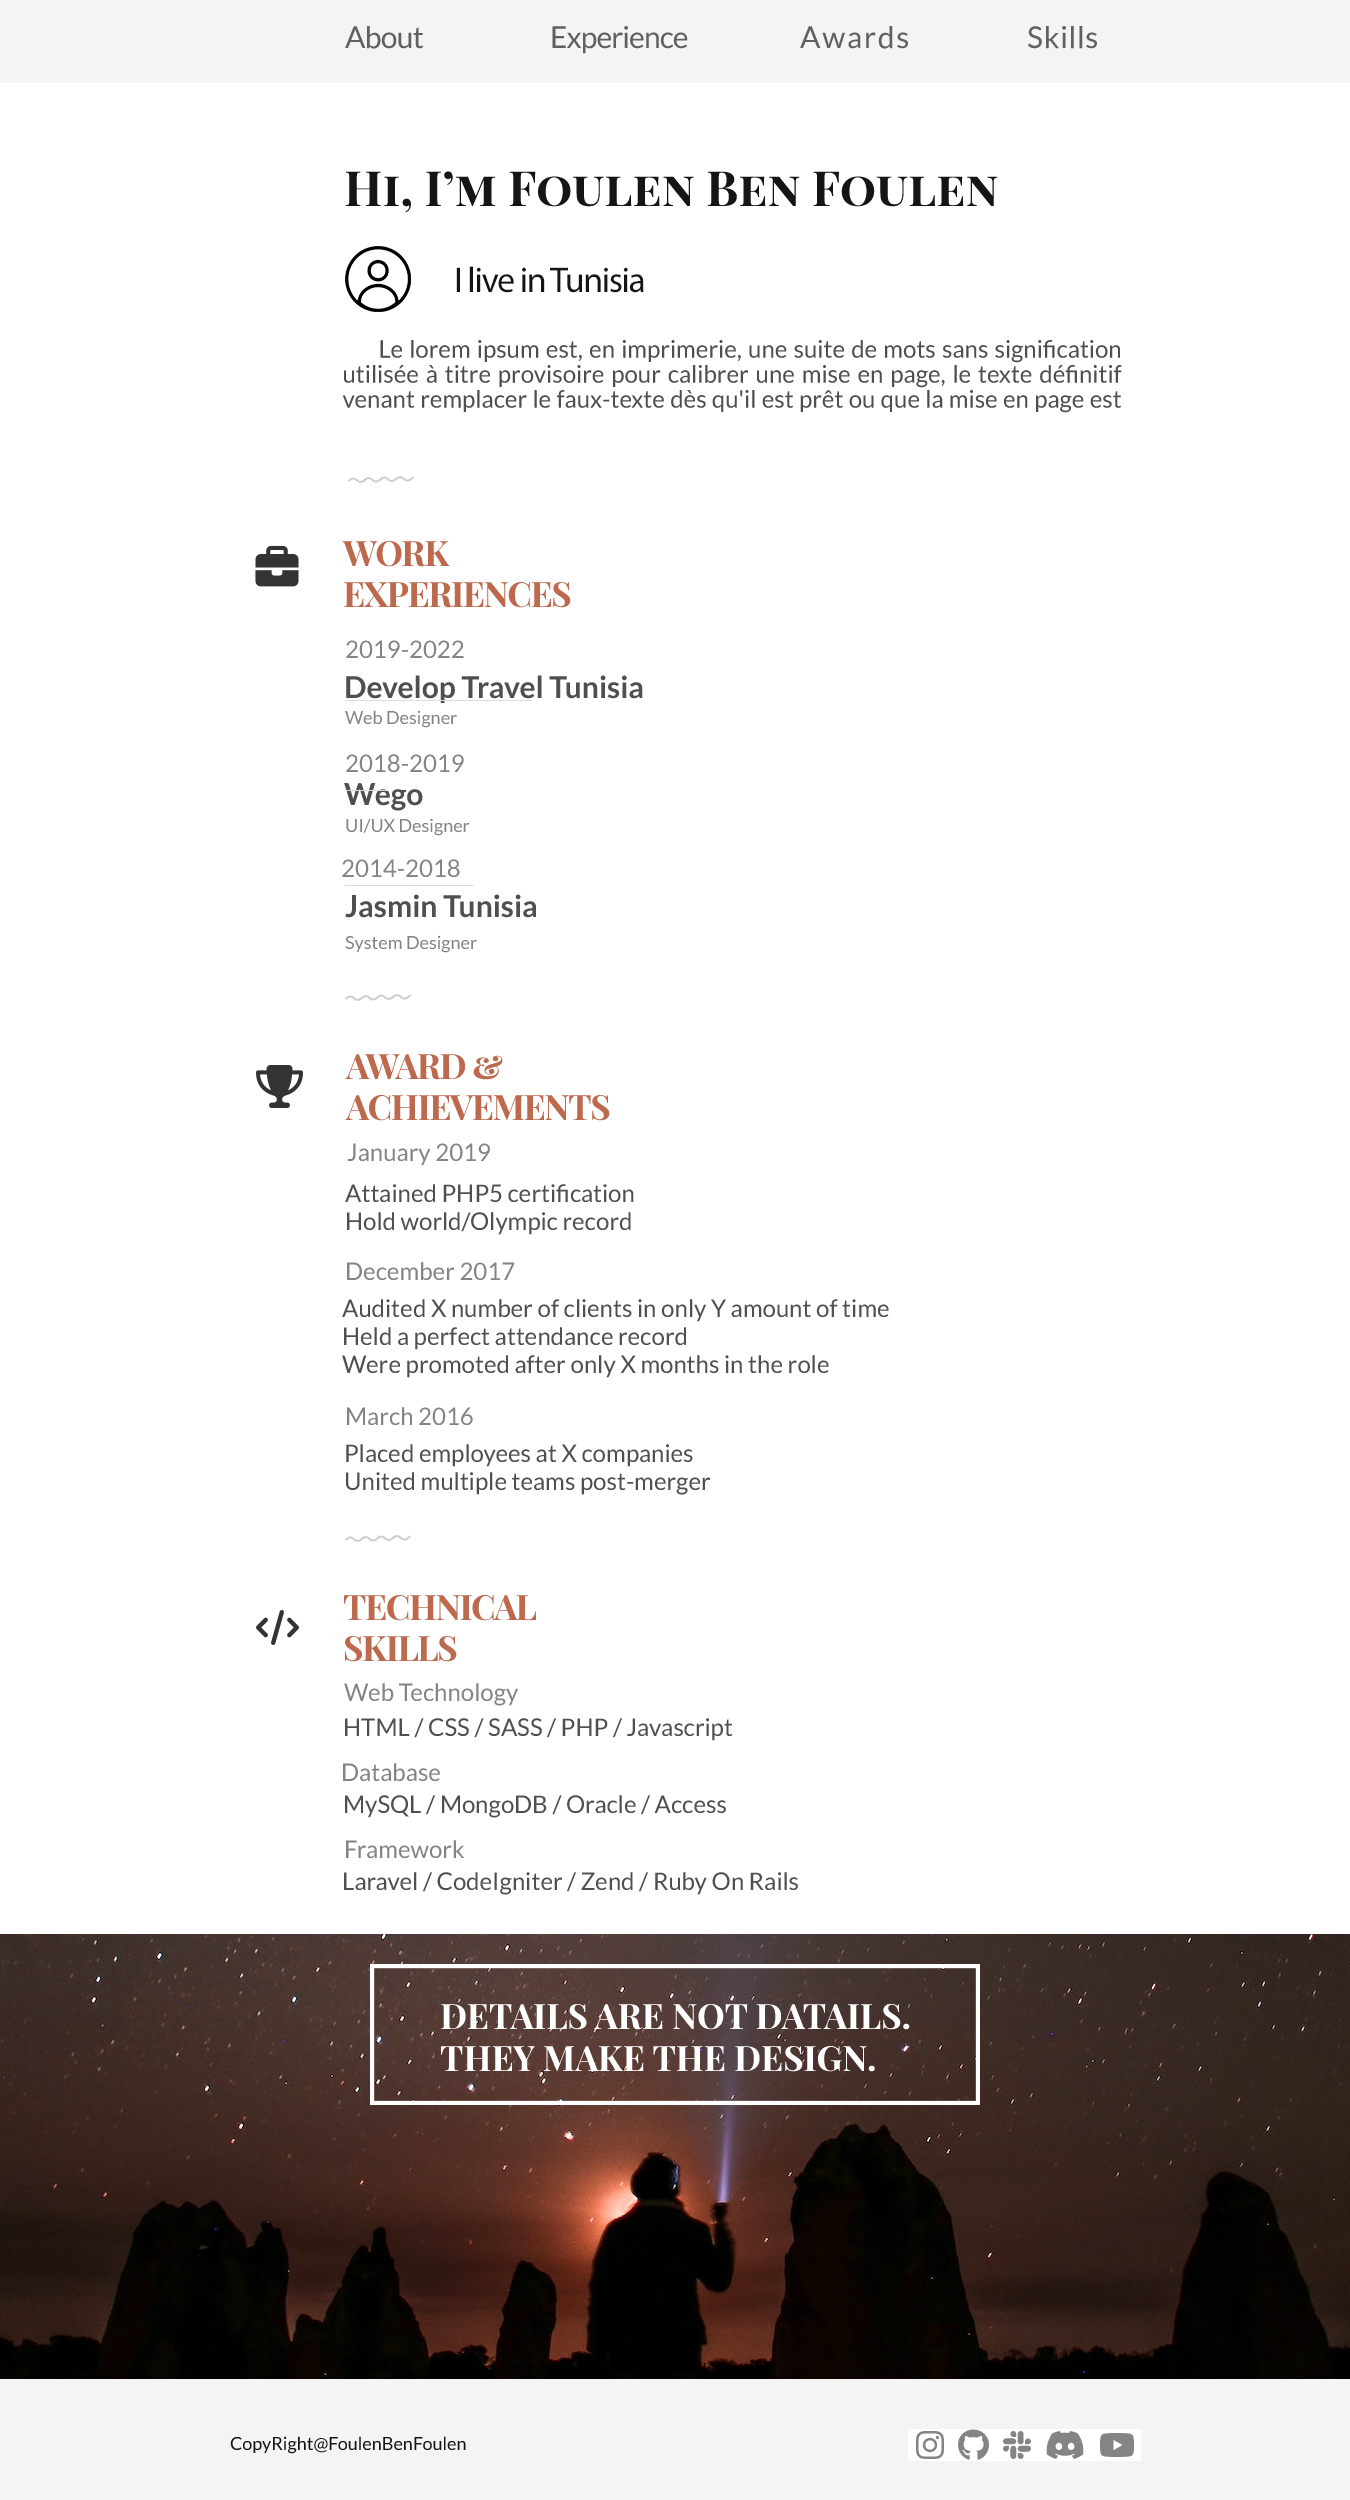 About Experience Awards Skills
Hi, I’m Foulen Ben Foulen
I live in Tunisia
Le lorem ipsum est, en imprimerie, une suite de mots sans signification
utilisée à titre provisoire pour calibrer une mise en page, le texte définitif
venant remplacer le faux-texte dès qu'il est prêt ou que la mise en page est
WORK
EXPERIENCES
2019-2022
Develop Travel Tunisia
Web Designer
2018-2019
Wego
UI/UX Designer
2014-2018
Jasmin Tunisia
System Designer
AWARD &
ACHIEVEMENTS
January 2019
Attained PHP5 certification
Hold world/Olympic record
December 2017
Audited X number of clients in only Y amount of time
Held a perfect attendance record
Were promoted after only X months in the role
March 2016
Placed employees at X companies
United multiple teams post-merger
TECHNICAL
SKILLS
Web Technology
HTML / CSS / SASS / PHP / Javascript
Database
MySQL / MongoDB / Oracle / Access
Framework
Laravel / CodeIgniter / Zend / Ruby On Rails
DETAILS ARE NOT DATAILS.
THEY MAKE THE DESIGN.
CopyRight@FoulenBenFoulen